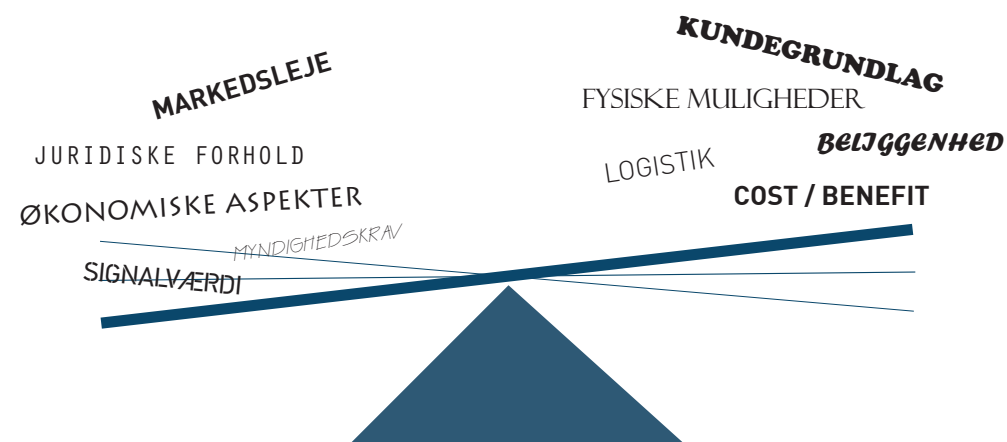 MARKEDSLEJE
JURIDISKE FORHOLD
ØKONOMISKE ASPEKTER
MYNDIGHEDSKRAV
SIGNALVÆRDI
KUNDEGRUNDLAG
FYSISKE MULIGHEDER
BELIGGENHED
LOGISTIK
COST / BENEFIT